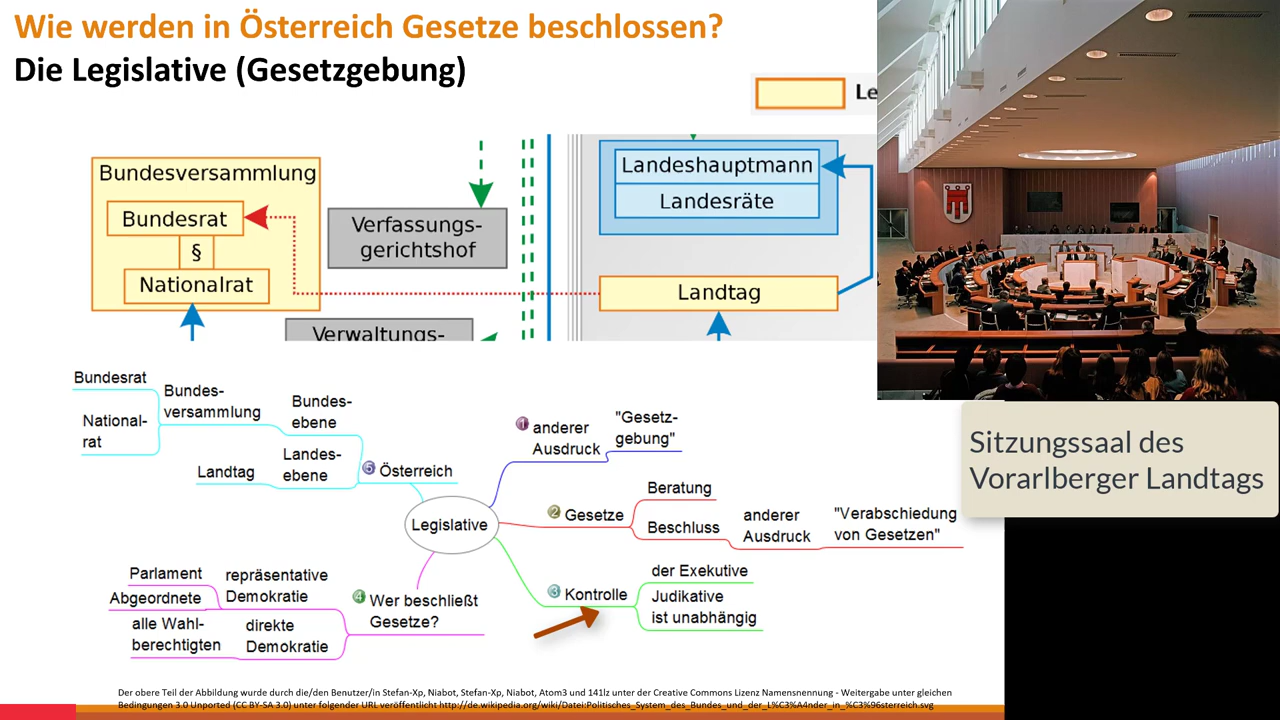 Wie werden in Österreich Gesetze beschlossen?
Die Legislative (Gesetzgebung)
Bundesversammlung
Bundesrat
§
Nationalrat
Verfassungs-
gerichtshof
Verwaltungs-
Landeshauptmann
Landesräte
Landtag
Le
Sitzungssaal des
Vorarlberger Landtags
Legislative
1 anderer
Ausdruck
"Gesetz-
gebung"
2 Gesetze
Beratung
Beschluss
anderer
Ausdruck
"Verabschiedung
von Gesetzen"
3 Kontrolle
der Exekutive
Judikative
ist unabhängig
4 Wer beschließt
Gesetze?
repräsentative
Demokratie
Parlament
Abgeordnete
direkte
Demokratie
alle Wahl-
berechtigten
5 Österreich
Bundes-
ebene
Bundes-
versammlung
Bundesrat
National-
rat
Landes-
ebene
Landtag
Der obere Teil der Abbildung wurde durch die/den Benutzer/in Stefan-Xp, Niabot, Stefan-Xp, Niabot, Atom3 und 141lz unter der Creative Commons Lizenz Namensnennung - Weitergabe unter gleichen
Bedingungen 3.0 Unported (CC BY-SA 3.0) unter folgender URL veröffentlicht http://de.wikipedia.org/wiki/Datei:Politisches_System_des_Bundes_und_der_L%C3%A4nder_in_%C3%96sterreich.svg